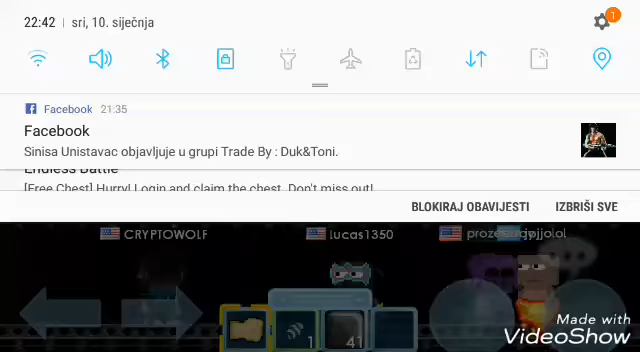 22:42 | sri, 10. siječnja
1
Facebook 21:35
Facebook
Sinisa Unistavac objavljuje u grupi Trade By : Duk&Toni.
Endless Battle
[Free Chest] Hurry! Login and claim the chest. Don't miss out!
BLOKIRAJ OBAVIJESTI IZBRIŠI SVE
CRYPTOWOLF lucas1350
1 41
Made with
VideoShow